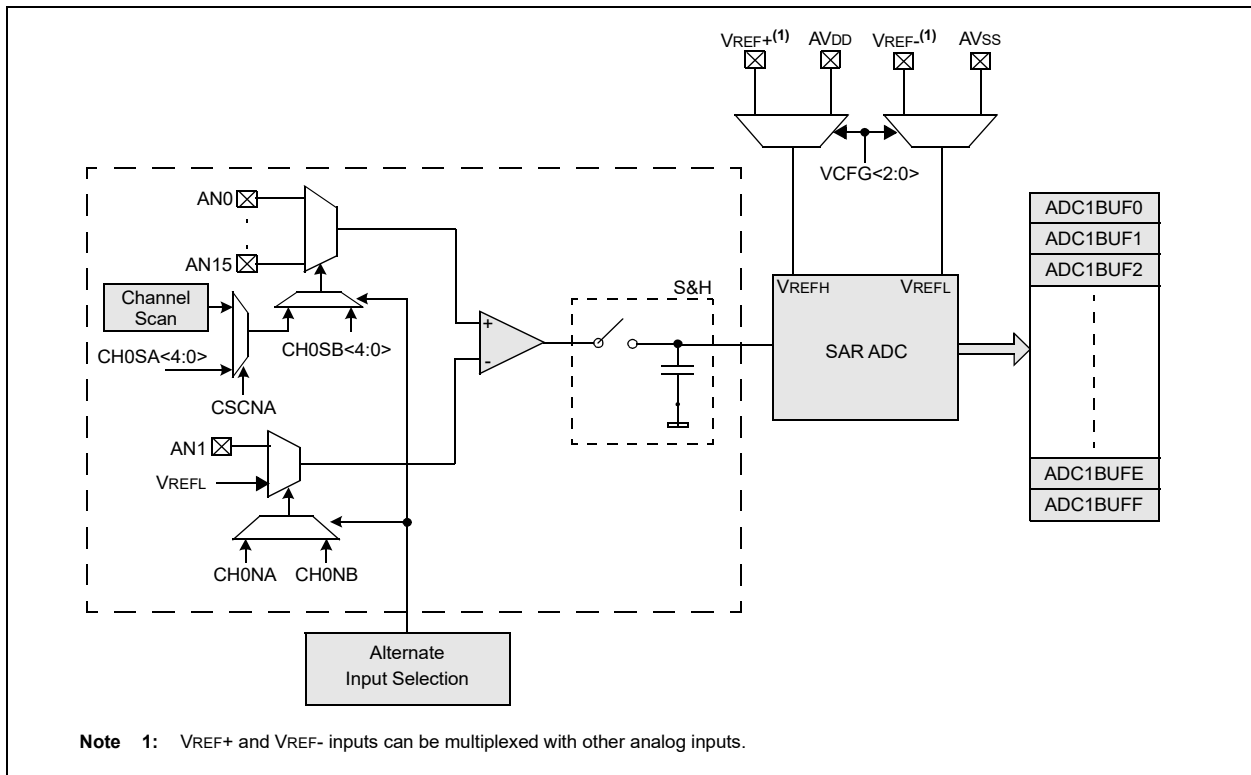 VREF+(1) AVDD VREF-(1) AVSS
VCFG<2:0>
AN0
AN15
Channel
Scan
CH0SA<4:0>
CH0SB<4:0>
CSCNA
AN1
VREFL
CH0NA CH0NB
+
-
S&H
VREFH VREFL
SAR ADC
ADC1BUF0
ADC1BUF1
ADC1BUF2
ADC1BUFE
ADC1BUFF
Alternate
Input Selection
Note 1: VREF+ and VREF- inputs can be multiplexed with other analog inputs.